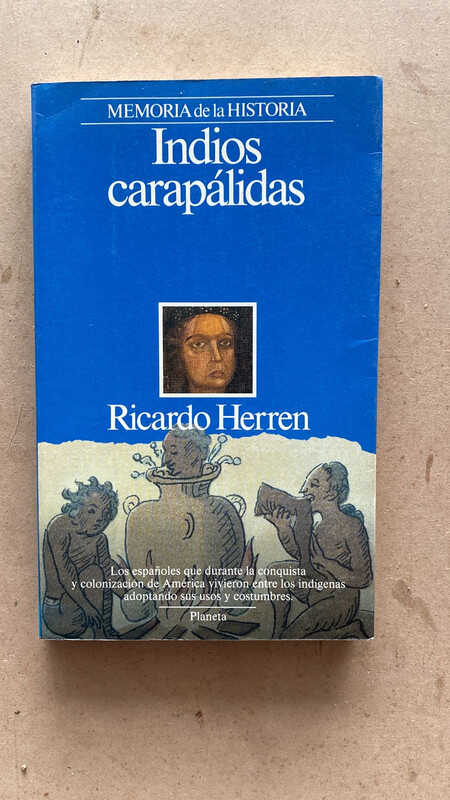 MEMORIA de la HISTORIA
Indios
carapálidas
Ricardo Herren
Los españoles que durante la conquista
y colonización de América vivieron entre los indígenas
adoptando sus usos y costumbres.
Planeta